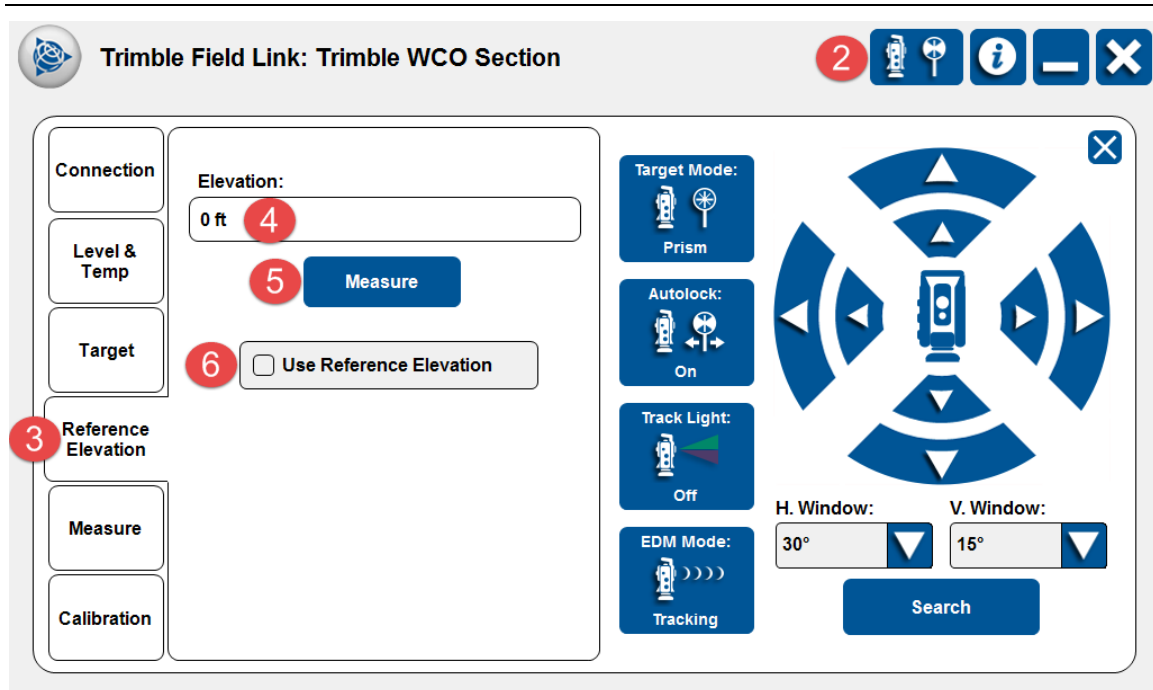 Trimble Field Link: Trimble WCO Section
2
Connection
Level &
Temp
Target
3
Reference
Elevation
Measure
Calibration
Elevation:
0 ft
4
5
Measure
6
Use Reference Elevation
Target Mode:
Prism
Autolock:
On
Track Light:
Off
EDM Mode:
Tracking
H. Window:
V. Window:
30°
15°
Search